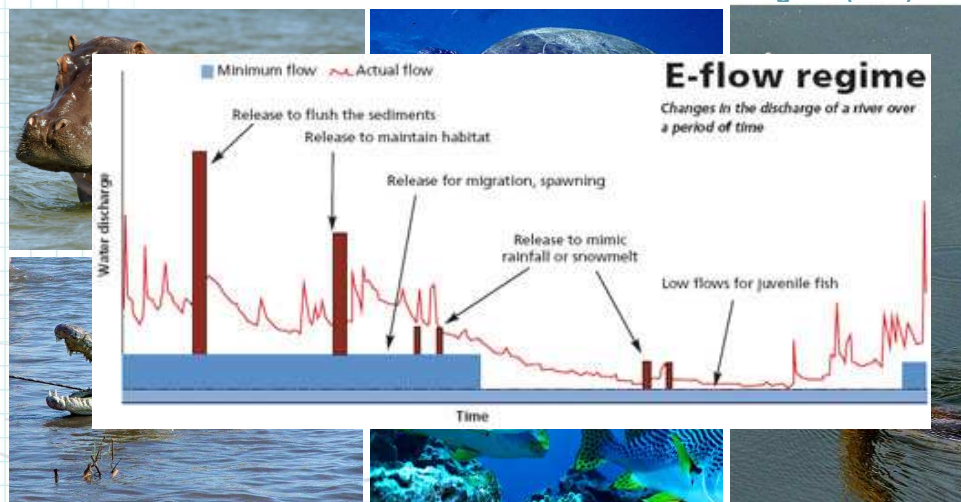 Minimum flow
Actual flow
E-flow regime
Changes in the discharge of a river over
a period of time
Release to flush the sediments
Release to maintain habitat
Release for migration, spawning
Release to mimic
rainfall or snowmelt
Low flows for juvenile fish
Water discharge
Time